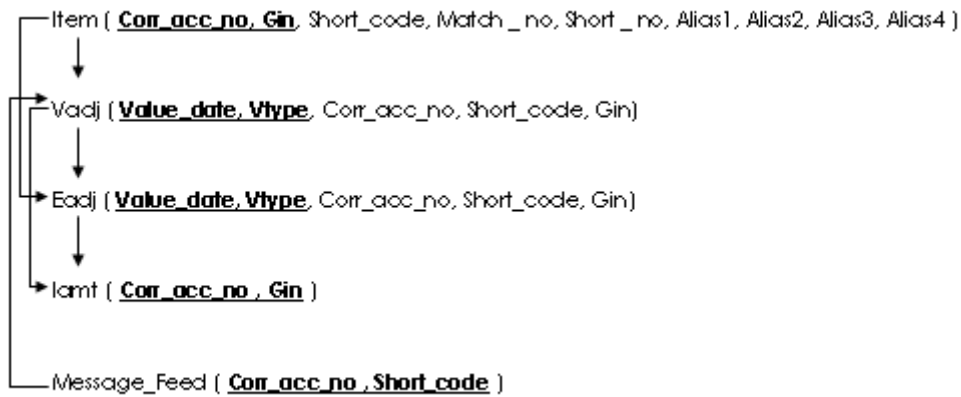 Item ( Corr_acc_no, Gin, Short_code, Match _ no, Short _ no, Alias1, Alias2, Alias3, Alias4 )
Vadj ( Value_date, Vtype, Corr_acc_no, Short_code, Gin)
Eadj ( Value_date, Vtype, Corr_acc_no, Short_code, Gin)
Iamt ( Corr_acc_no , Gin )
Message_Feed ( Corr_acc_no , Short_code )